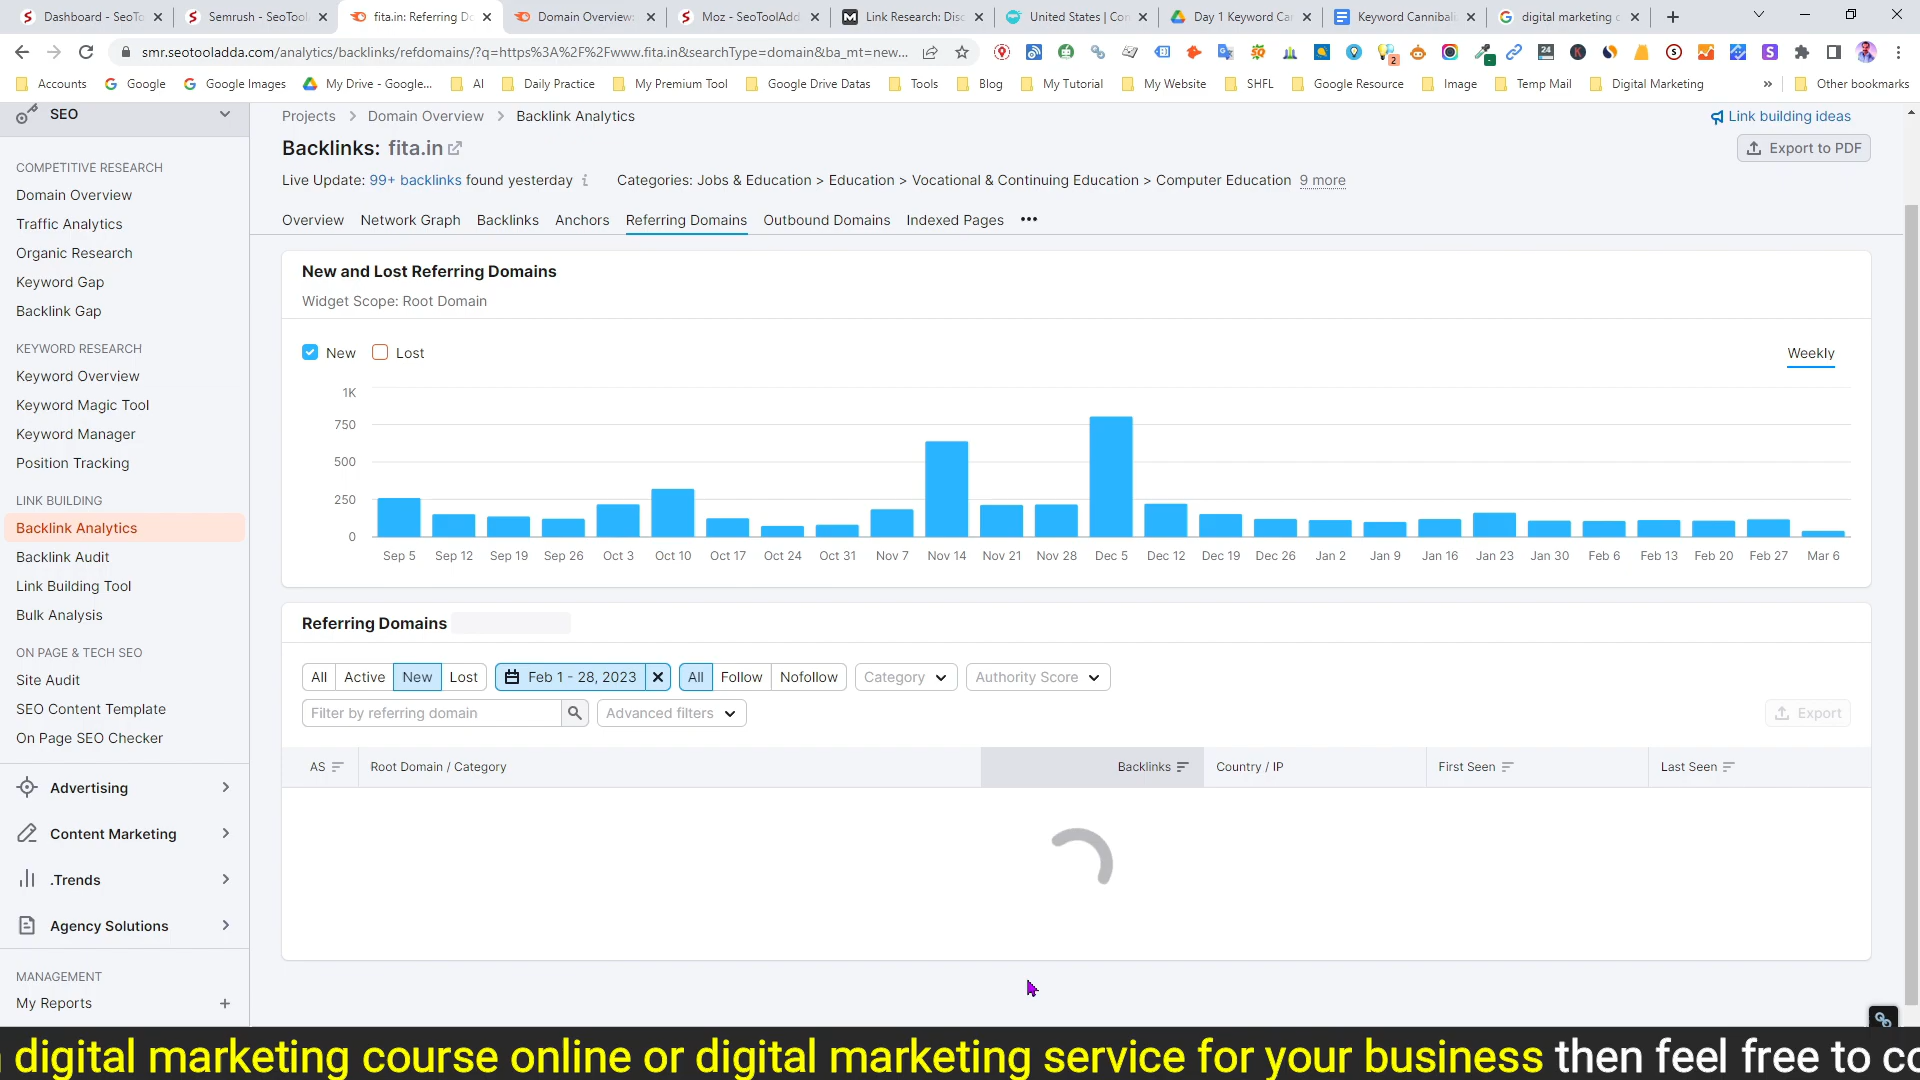 Dashboard - SeoTo
Semrush - SeoTool
fita.in: Referring Do
Domain Overview:
Moz - SeoToolAdd
Link Research: Disc
United States | Con
Day 1 Keyword Can
Keyword Cannibali
digital marketing c
smr.seotooladda.com/analytics/backlinks/refdomains/?q=https%3A%2F%2Fwww.fita.in&searchType=domain&ba_mt=new...
Accounts
Google
Google Images
My Drive - Google...
AI
Daily Practice
My Premium Tool
Google Drive Datas
Tools
Blog
My Tutorial
My Website
SHFL
Google Resource
Image
Temp Mail
Digital Marketing
»
Other bookmarks
SEO
COMPETITIVE RESEARCH
Domain Overview
Traffic Analytics
Organic Research
Keyword Gap
Backlink Gap
KEYWORD RESEARCH
Keyword Overview
Keyword Magic Tool
Keyword Manager
Position Tracking
LINK BUILDING
Backlink Analytics
Backlink Audit
Link Building Tool
Bulk Analysis
ON PAGE & TECH SEO
Site Audit
SEO Content Template
On Page SEO Checker
Advertising
Content Marketing
.Trends
Agency Solutions
MANAGEMENT
My Reports +
Projects > Domain Overview > Backlink Analytics
Link building ideas
Backlinks: fita.in
Export to PDF
Live Update: 99+ backlinks found yesterday i Categories: Jobs & Education > Education > Vocational & Continuing Education > Computer Education 9 more
Overview Network Graph Backlinks Anchors Referring Domains Outbound Domains Indexed Pages •••
New and Lost Referring Domains
Widget Scope: Root Domain
New Lost
Weekly
1K
750
500
250
0
Sep 5 Sep 12 Sep 19 Sep 26 Oct 3 Oct 10 Oct 17 Oct 24 Oct 31 Nov 7 Nov 14 Nov 21 Nov 28 Dec 5 Dec 12 Dec 19 Dec 26 Jan 2 Jan 9 Jan 16 Jan 23 Jan 30 Feb 6 Feb 13 Feb 20 Feb 27 Mar 6
Referring Domains
All Active New Lost Feb 1 - 28, 2023 All Follow Nofollow Category Authority Score
Filter by referring domain Advanced filters
Export
AS Root Domain / Category Backlinks Country / IP First Seen Last Seen
digital marketing course online or digital marketing service for your business then feel free to co